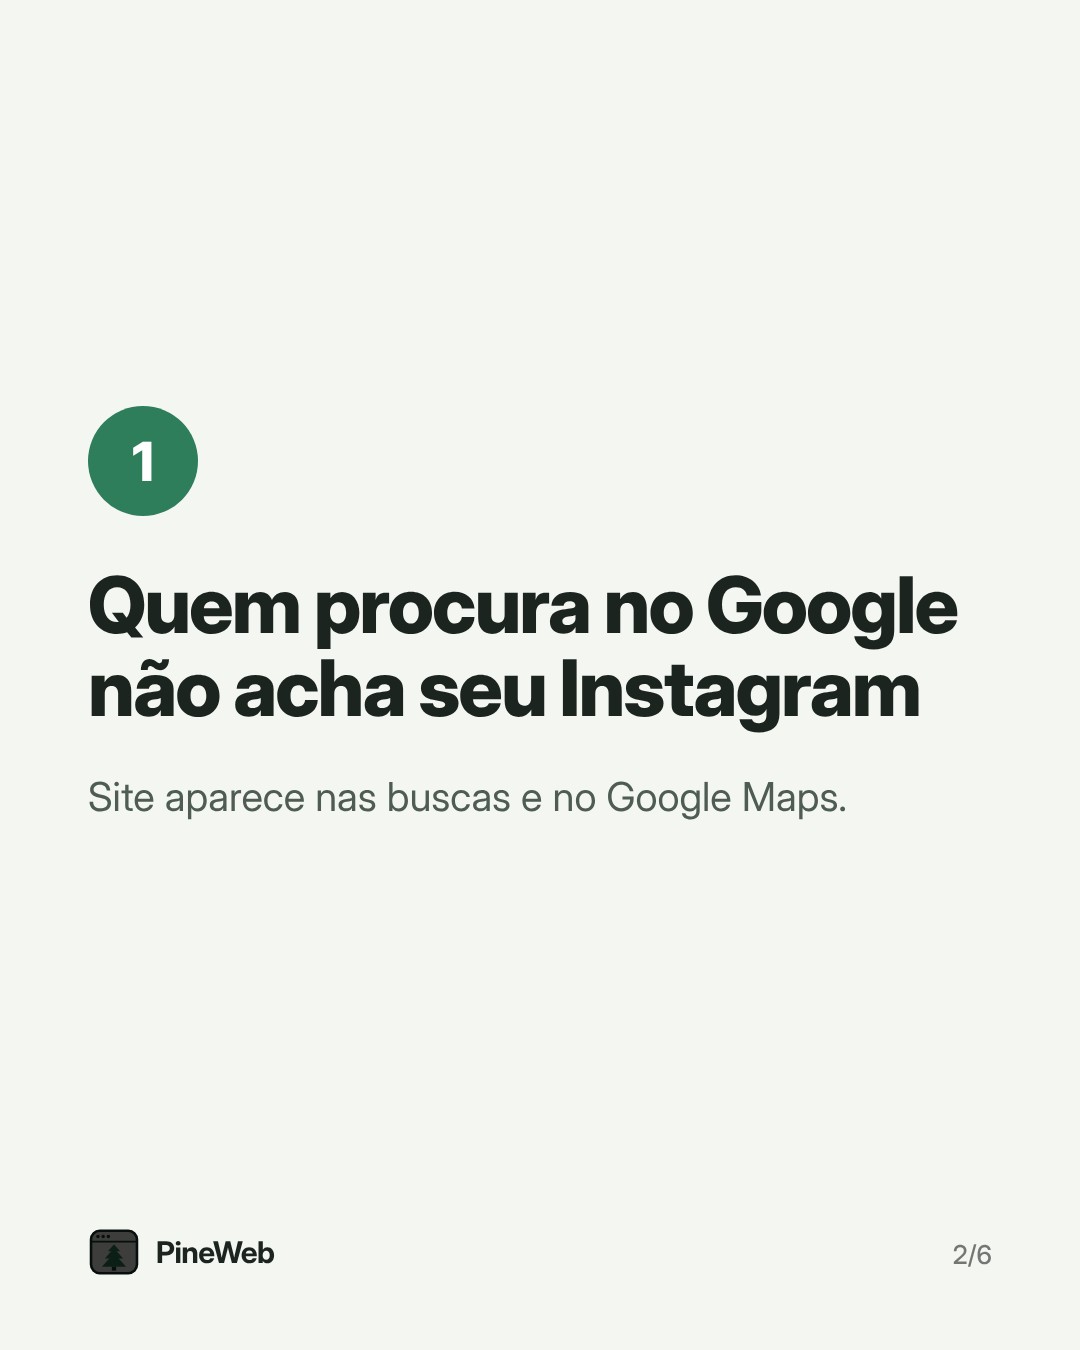 1
Quem procura no Google
não acha seu Instagram
Site aparece nas buscas e no Google Maps.
PineWeb
2/6